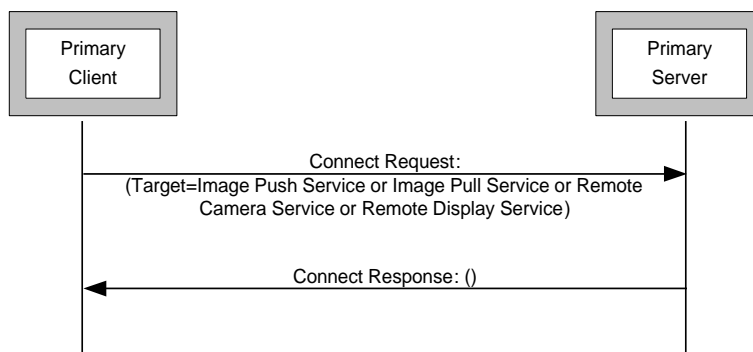 Primary
Client
Primary
Server
Connect Request:
(Target=Image Push Service or Image Pull Service or Remote
Camera Service or Remote Display Service)
Connect Response: ()